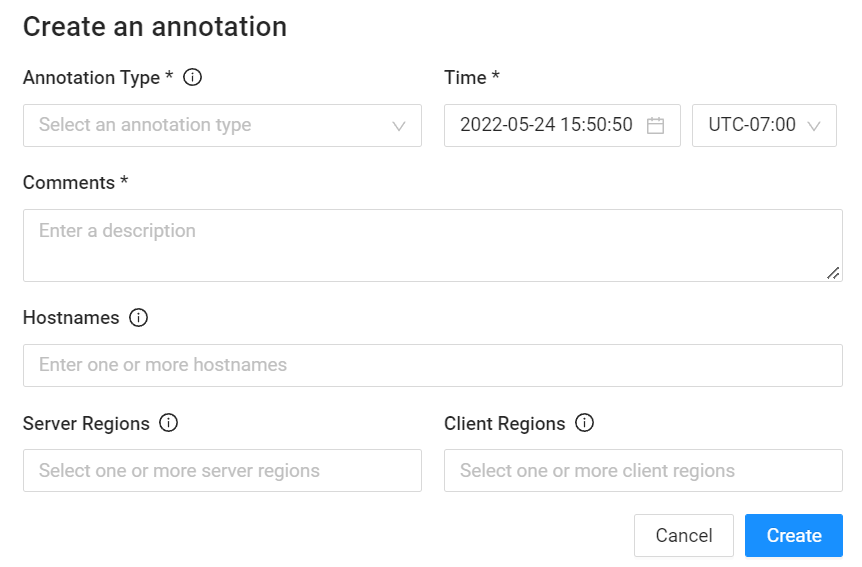 Create an annotation
Annotation Type * Time *
Select an annotation type 2022-05-24 15:50:50 UTC-07:00
Comments *
Enter a description
Hostnames
Enter one or more hostnames
Server Regions Client Regions
Select one or more server regions Select one or more client regions
Cancel Create